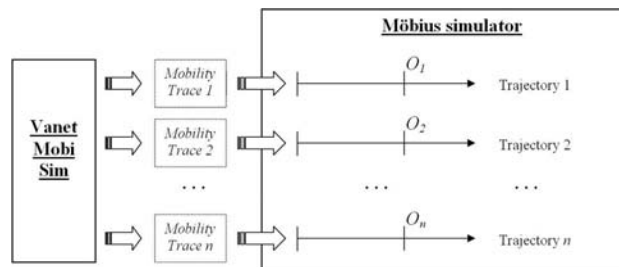 Möbius simulator
Vanet
Mobi
Sim
Mobility
Trace 1
O1
Trajectory 1
Mobility
Trace 2
O2
Trajectory 2
... ... ...
Mobility
Trace n
On
Trajectory n